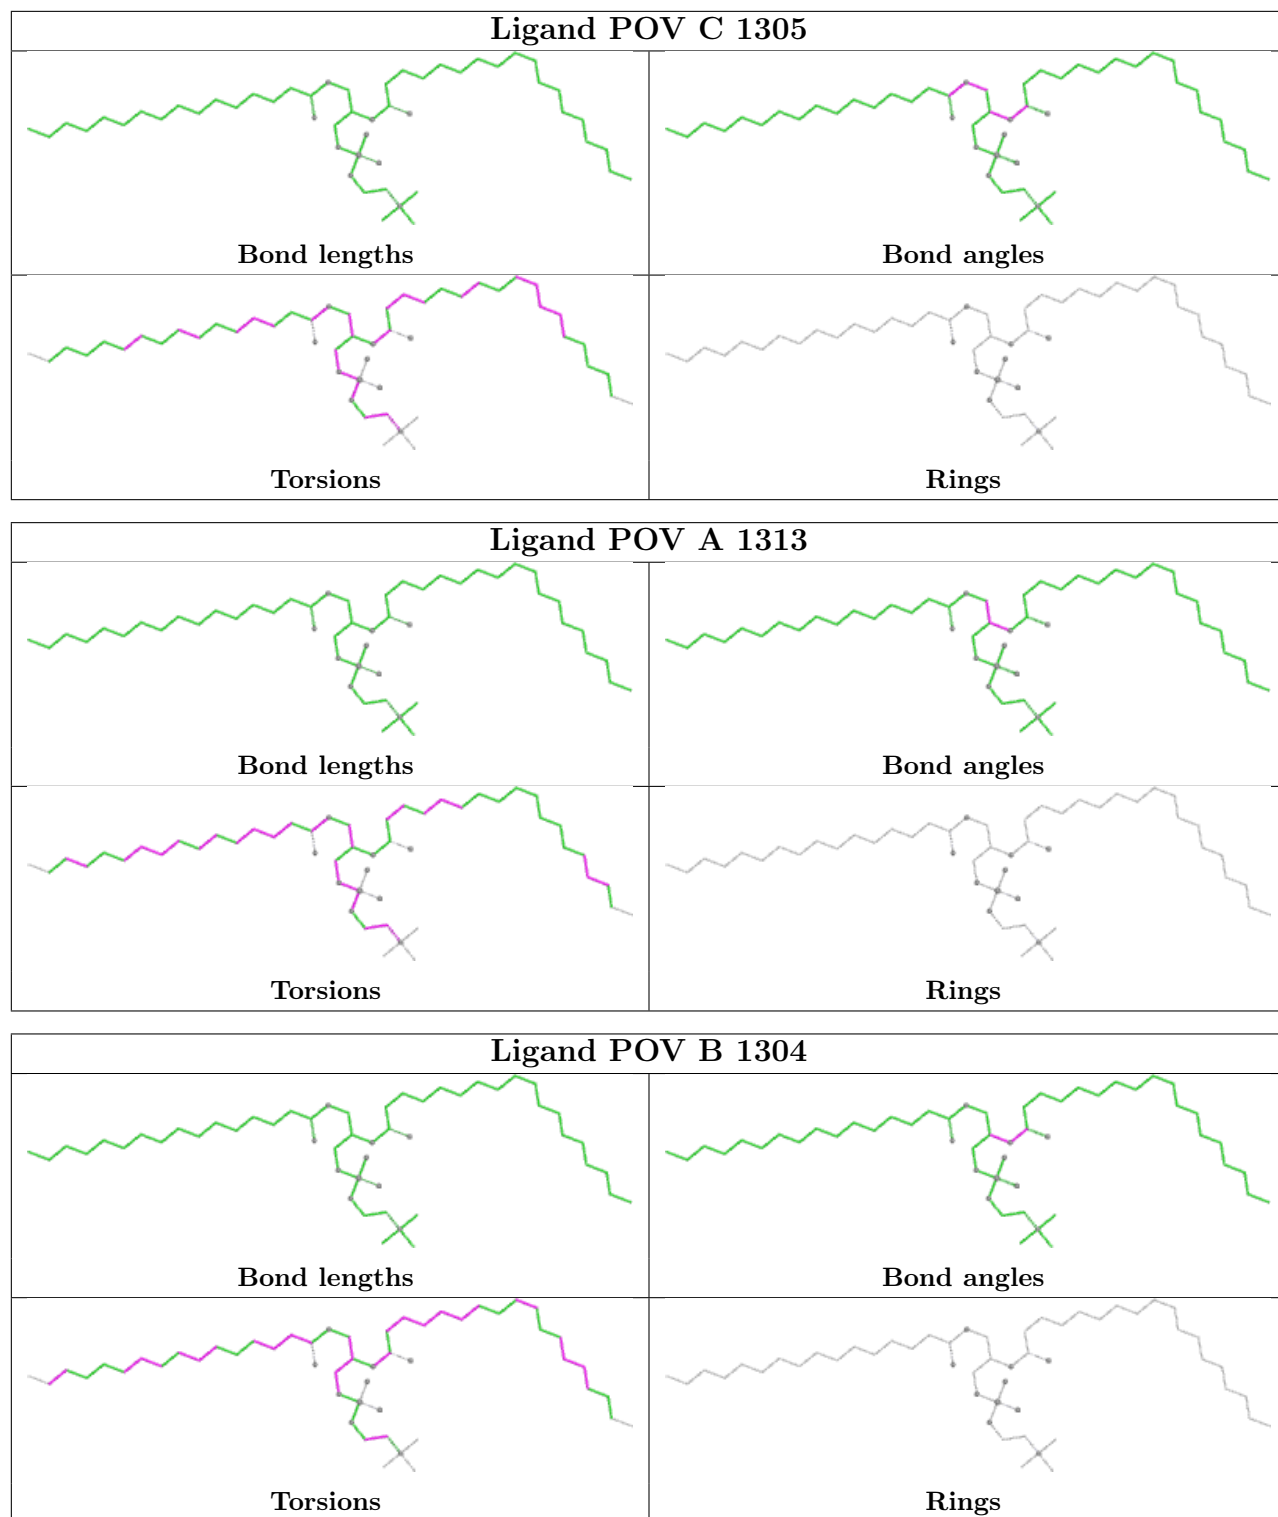 Ligand POV C 1305
Bond lengths
Bond angles
Torsions
Rings
Ligand POV A 1313
Bond lengths
Bond angles
Torsions
Rings
Ligand POV B 1304
Bond lengths
Bond angles
Torsions
Rings